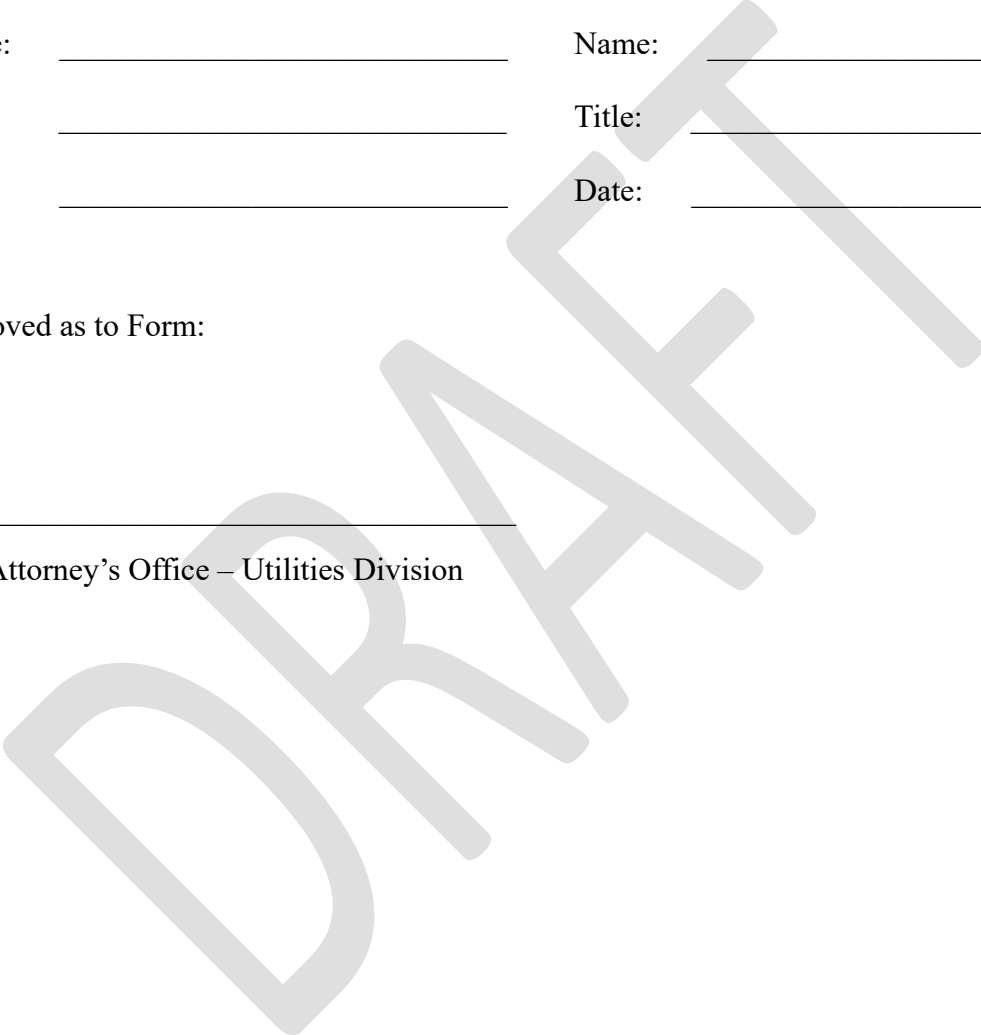 e: Name:
Title:
Date:
oved as to Form:
Attorney’s Office – Utilities Division
DRAFT